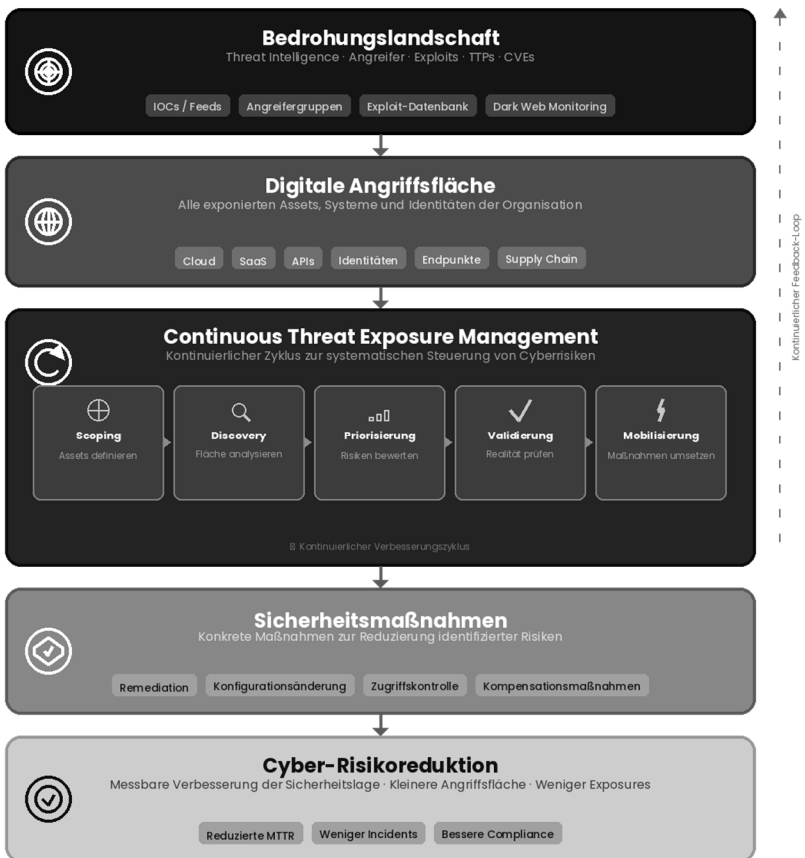 Bedrohungslandschaft
Threat Intelligence · Angreifer · Exploits · TTPs · CVEs
IOCs / Feeds
Angreifergruppen
Exploit-Datenbank
Dark Web Monitoring
Digitale Angriffsfläche
Alle exponierten Assets, Systeme und Identitäten der Organisation
Cloud
SaaS
APIs
Identitäten
Endpunkte
Supply Chain
Continuous Threat Exposure Management
Kontinuierlicher Zyklus zur systematischen Steuerung von Cyberrisiken
Scoping
Assets definieren
Discovery
Fläche analysieren
Priorisierung
Risiken bewerten
Validierung
Realität prüfen
Mobilisierung
Maßnahmen umsetzen
Kontinuierlicher Verbesserungszyklus
Sicherheitsmaßnahmen
Konkrete Maßnahmen zur Reduzierung identifizierter Risiken
Remediation
Konfigurationsänderung
Zugriffskontrolle
Kompensationsmaßnahmen
Cyber-Risikoreduktion
Messbare Verbesserung der Sicherheitslage · Kleinere Angriffsfläche · Weniger Exposures
Reduzierte MTTR
Weniger Incidents
Bessere Compliance
Kontinuierlicher Feedback-Loop